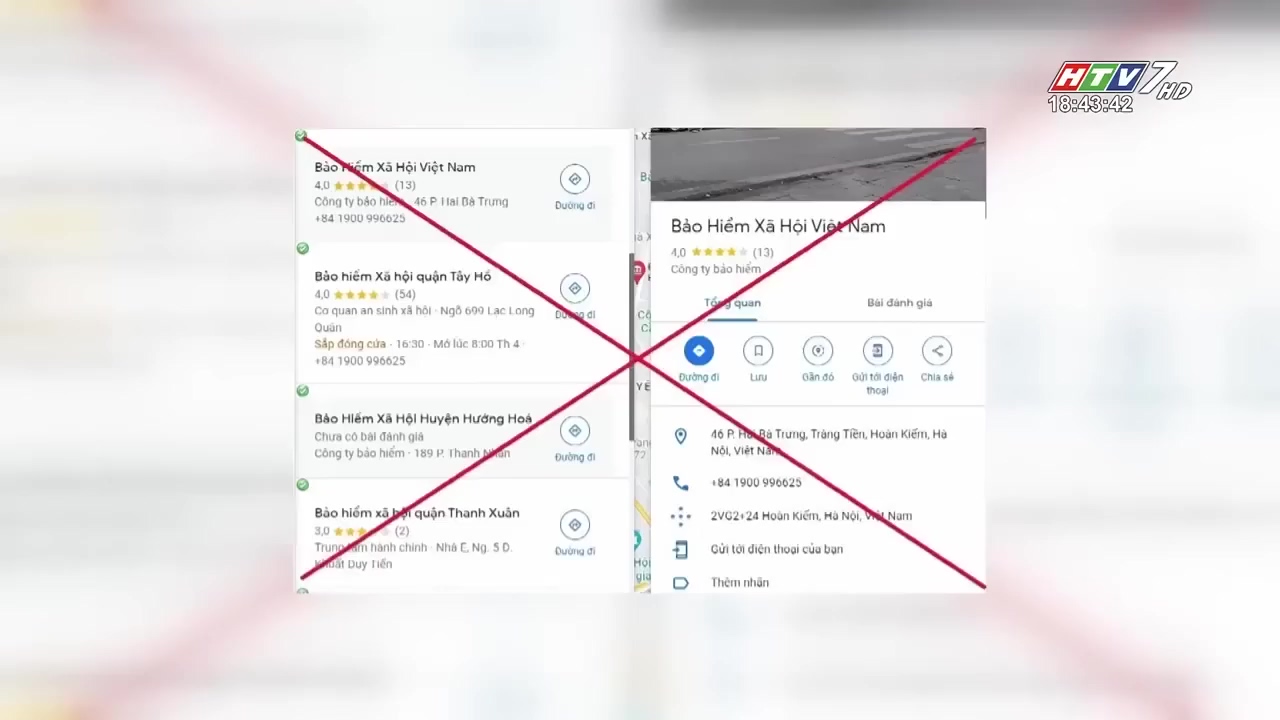 HTV7 HD
18:43:42
Bảo Hiểm Xã Hội Việt Nam
4,0 (13)
Công ty bảo hiểm · 46 P. Hai Bà Trưng
+84 1900 996625
Đường đi
Bảo hiểm Xã hội quận Tây Hồ
4,0 (54)
Cơ quan an sinh xã hội · Ngõ 699 Lạc Long
Quân
Sắp đóng cửa · 16:30 · Mở lúc 8:00 Th 4 ·
+84 1900 996625
Đường đi
Bảo Hiểm Xã Hội Huyện Hướng Hoá
Chưa có bài đánh giá
Công ty bảo hiểm · 189 P. Thanh Nhàn
Đường đi
Bảo hiểm xã hội quận Thanh Xuân
3,0 (2)
Trung tâm hành chính · Nhà E, Ng. 5 Đ.
Khuất Duy Tiến
Đường đi
Bảo Hiểm Xã Hội Việt Nam
4,0 (13)
Công ty bảo hiểm
Tổng quan
Bài đánh giá
Đường đi
Lưu
Gần đó
Gửi tới điện
thoại
Chia sẻ
46 P. Hai Bà Trưng, Tràng Tiền, Hoàn Kiếm, Hà
Nội, Việt Nam
+84 1900 996625
2VG2+24 Hoàn Kiếm, Hà Nội, Việt Nam
Gửi tới điện thoại của bạn
Thêm nhãn